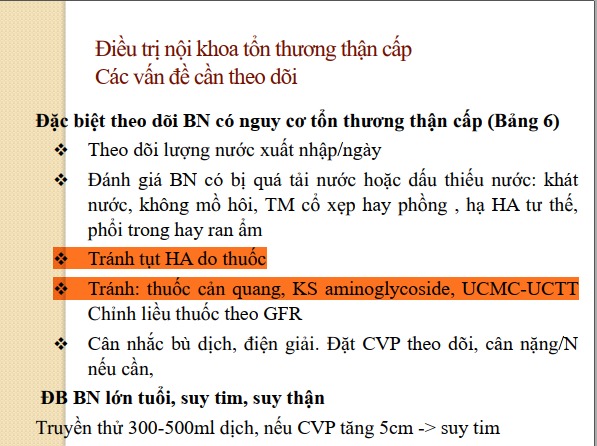 Điều trị nội khoa tổn thương thận cấp
Các vấn đề cần theo dõi
Đặc biệt theo dõi BN có nguy cơ tổn thương thận cấp (Bảng 6)
❖ Theo dõi lượng nước xuất nhập/ngày
❖ Đánh giá BN có bị quá tải nước hoặc dấu thiếu nước: khát
nước, không mồ hôi, TM cổ xẹp hay phồng , hạ HA tư thế,
phổi trong hay ran ẩm
❖ Tránh tụt HA do thuốc
❖ Tránh: thuốc cản quang, KS aminoglycoside, UCMC-UCTT
Chỉnh liều thuốc theo GFR
❖ Cân nhắc bù dịch, điện giải. Đặt CVP theo dõi, cân nặng/N
nếu cần,
ĐB BN lớn tuổi, suy tim, suy thận
Truyền thử 300-500ml dịch, nếu CVP tăng 5cm -> suy tim